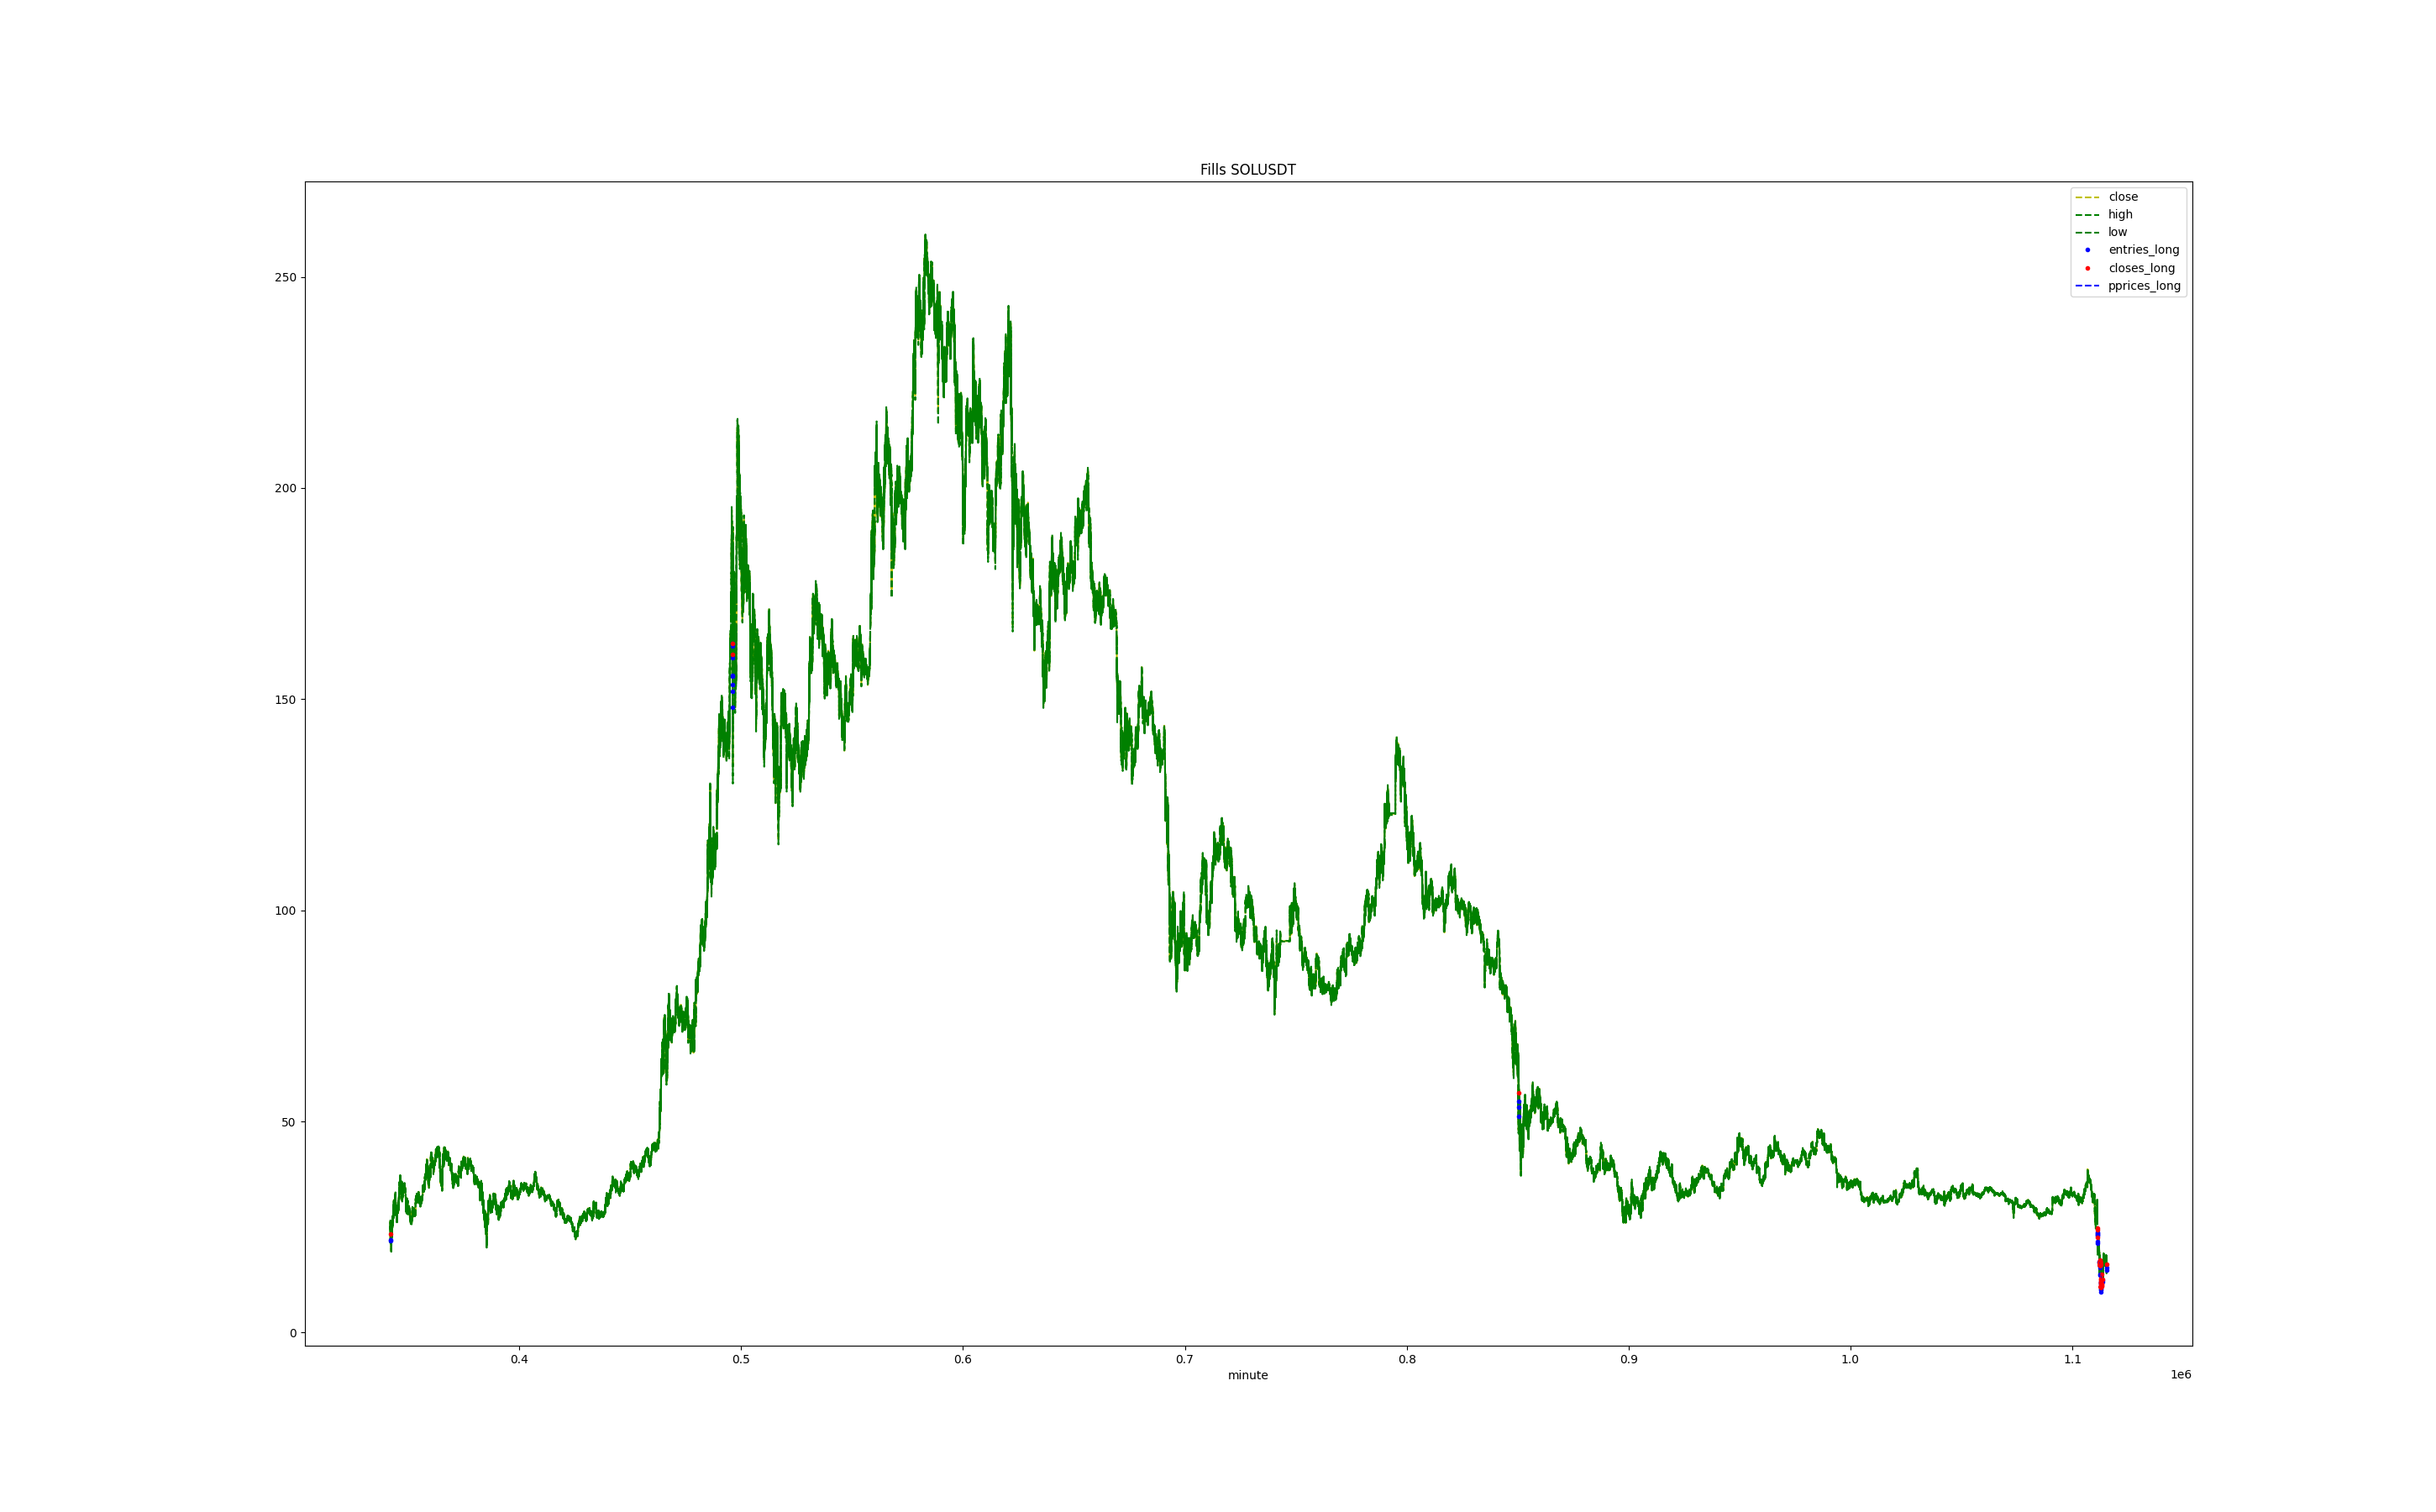 Fills SOLUSDT
close
high
low
entries_long
closes_long
pprices_long
250
200
150
100
50
0
0.4 0.5 0.6 0.7 0.8 0.9 1.0 1.1
minute
1e6